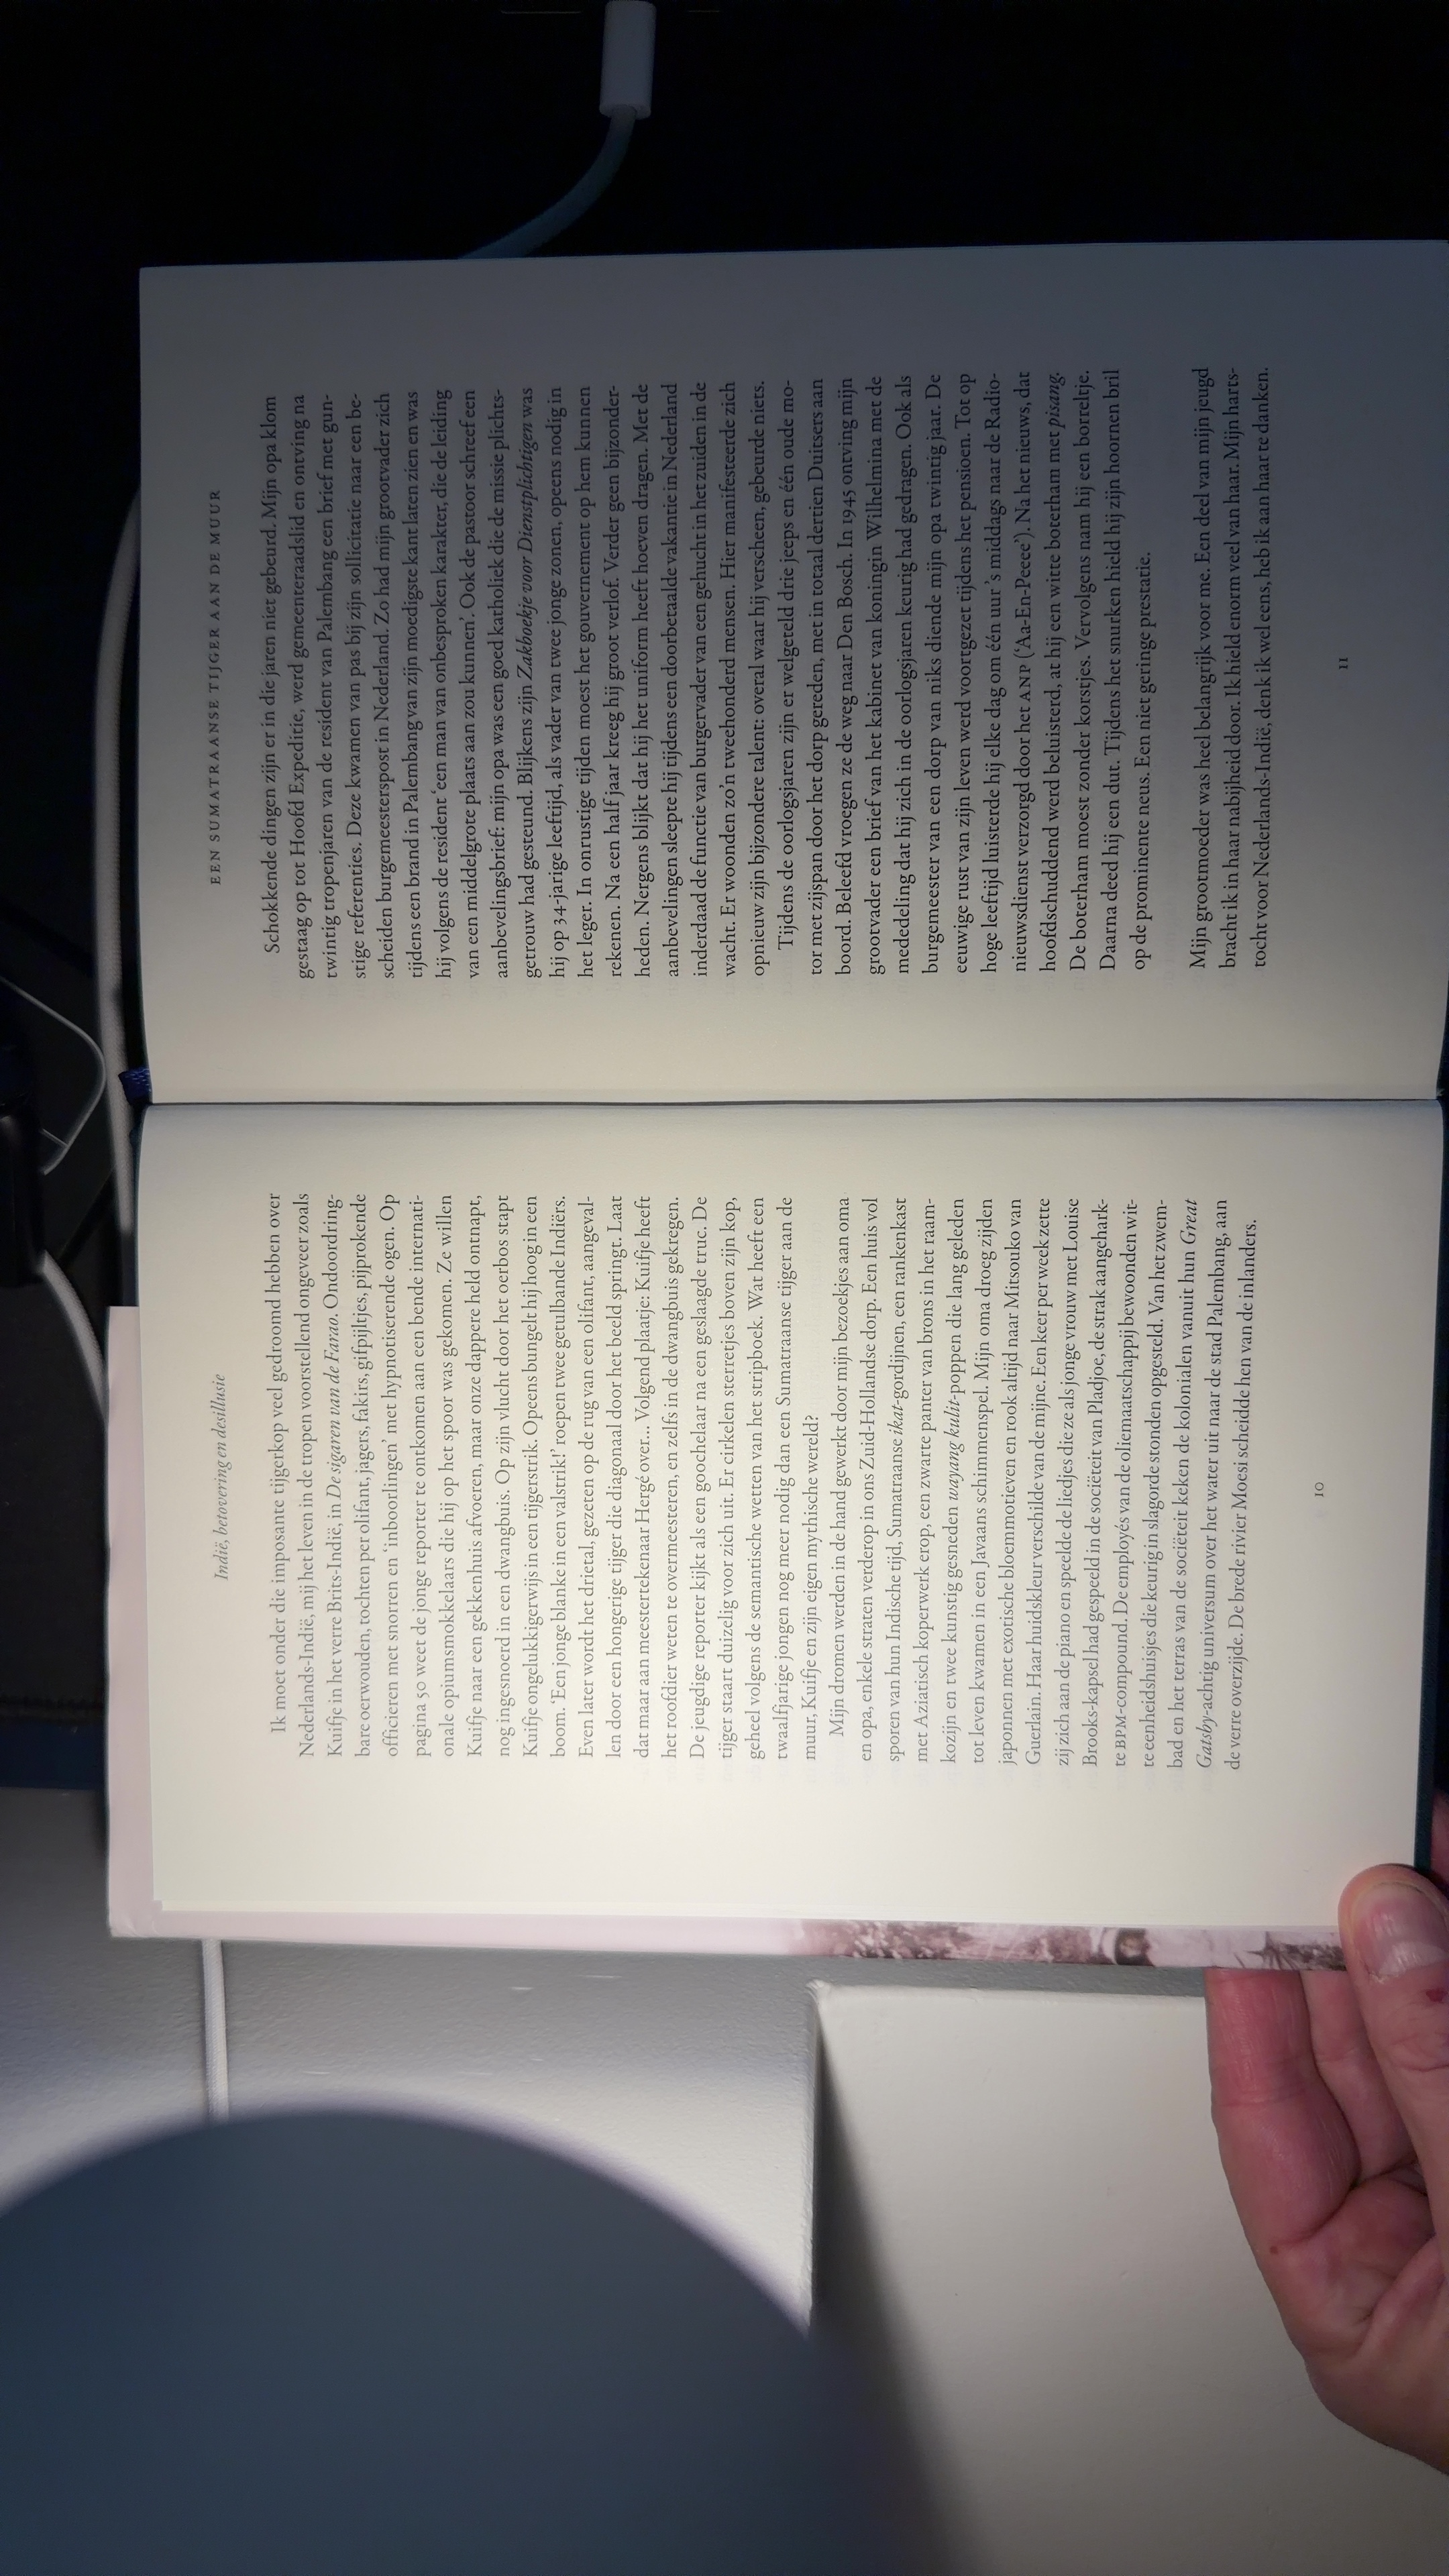 Indië, betovering en desillusie
Ik moet onder die imposante tijgerkop veel gedroomd hebben over
Nederlands-Indië, mij het leven in de tropen voorstellend ongeveer zoals
Kuifje in het verre Brits-Indië, in De sigaren van de Farao. Ondoordring-
bare oerwouden, tochten per olifant, jagers, fakirs, gifpijltjes, pijprokende
officieren met snorren en ‘inboorlingen’ met hypnotiserende ogen. Op
pagina 50 weet de jonge reporter te ontkomen aan een bende internati-
onale opiumsmokkelaars die hij op het spoor was gekomen. Ze willen
Kuifje naar een gekkenhuis afvoeren, maar onze dappere held ontsnapt,
nog ingesnoerd in een dwangbuis. Op zijn vlucht door het oerbos stapt
Kuifje ongelukkigerwijs in een tijgerstrik. Opeens bungelt hij hoog in een
boom. ‘Een jonge blanke in een valstrik!’ roepen twee getulbande Indiërs.
Even later wordt het drietal, gezeten op de rug van een olifant, aangeval-
len door een hongerige tijger die diagonaal door het beeld springt. Laat
dat maar aan meestertekenaar Hergé over... Volgend plaatje: Kuifje heeft
het roofdier weten te overmeesteren, en zelfs in de dwangbuis gekregen.
De jeugdige reporter kijkt als een goochelaar na een geslaagde truc. De
tijger staart duizelig voor zich uit. Er cirkelen sterretjes boven zijn kop,
geheel volgens de semantische wetten van het stripboek. Wat heeft een
twaalfjarige jongen nog meer nodig dan een Sumatraanse tijger aan de
muur, Kuifje en zijn eigen mythische wereld?
Mijn dromen werden in de hand gewerkt door mijn bezoekjes aan oma
en opa, enkele straten verderop in ons Zuid-Hollandse dorp. Een huis vol
sporen van hun Indische tijd, Sumatraanse ikat-gordijnen, een rankenkast
met Aziatisch koperwerk erop, een zwarte panter van brons in het raam-
kozijn en twee kunstig gesneden wayang kulit-poppen die lang geleden
tot leven kwamen in een Javaans schimmenspel. Mijn oma droeg zijden
japonnen met exotische bloemmotieven en rook altijd naar Mitsouko van
Guerlain. Haar huidskleur verschilde van de mijne. Een keer per week zette
zij zich aan de piano en speelde de liedjes die ze als jonge vrouw met Louise
Brooks-kapsel had gespeeld in de sociëteit van Pladjoe, de strak aangehark-
te BPM-compound. De employés van de oliemaatschappij bewoonden wit-
te eenheidshuisjes die keurig in slagorde stonden opgesteld. Van het zwem-
bad en het terras van de sociëteit keken de kolonialen vanuit hun Great
Gatsby-achtig universum over het water uit naar de stad Palembang, aan
de verre overzijde. De brede rivier Moesi scheidde hen van de inlanders.
10
EEN SUMATRAANSE TIJGER AAN DE MUUR
Schokkende dingen zijn er in die jaren niet gebeurd. Mijn opa klom
gestaag op tot Hoofd Expeditie, werd gemeenteraadslid en ontving na
twintig tropenjaren van de resident van Palembang een brief met gun-
stige referenties. Deze kwamen van pas bij zijn sollicitatie naar een be-
scheiden burgemeesterspost in Nederland. Zo had mijn grootvader zich
tijdens een brand in Palembang van zijn moedigste kant laten zien en was
hij volgens de resident ‘een man van onbesproken karakter, die de leiding
van een middelgrote plaats aan zou kunnen’. Ook de pastoor schreef een
aanbevelingsbrief: mijn opa was een goed katholiek die de missie plichts-
getrouw had gesteund. Blijkens zijn Zakboekje voor Dienstplichtigen was
hij op 34-jarige leeftijd, als vader van twee jonge zonen, opeens nodig in
het leger. In onrustige tijden moest het gouvernement op hem kunnen
rekenen. Na een half jaar kreeg hij groot verlof. Verder geen bijzonder-
heden. Nergens blijkt dat hij het uniform heeft hoeven dragen. Met de
aanbevelingen sleepte hij tijdens een doorbetaalde vakantie in Nederland
inderdaad de functie van burgervader van een gehucht in het zuiden in de
wacht. Er woonden zo’n tweehonderd mensen. Hier manifesteerde zich
opnieuw zijn bijzondere talent: overal waar hij verscheen, gebeurde niets.
Tijdens de oorlogsjaren zijn er welgeteld drie jeeps en één oude mo-
tor met zijspan door het dorp gereden, met in totaal dertien Duitsers aan
boord. Beleefd vroegen ze de weg naar Den Bosch. In 1945 ontving mijn
grootvader een brief van het kabinet van koningin Wilhelmina met de
mededeling dat hij zich in de oorlogsjaren keurig had gedragen. Ook als
burgemeester van een dorp van niks diende mijn opa twintig jaar. De
eeuwige rust van zijn leven werd voortgezet tijdens het pensioen. Tot op
hoge leeftijd luisterde hij elke dag om één uur ’s middags naar de Radio-
nieuwsdienst verzorgd door het ANP (‘Aa-En-Peeee’). Na het nieuws, dat
hoofdschuddend werd beluisterd, at hij een witte boterham met pisang.
De boterham moest zonder korstjes. Vervolgens nam hij een borreltje.
Daarna deed hij een dut. Tijdens het snurken hield hij zijn hoornen bril
op de prominente neus. Een niet geringe prestatie.
Mijn grootmoeder was heel belangrijk voor me. Een deel van mijn jeugd
bracht ik in haar nabijheid door. Ik hield enorm veel van haar. Mijn harts-
tocht voor Nederlands-Indië, denk ik wel eens, heb ik aan haar te danken.
11